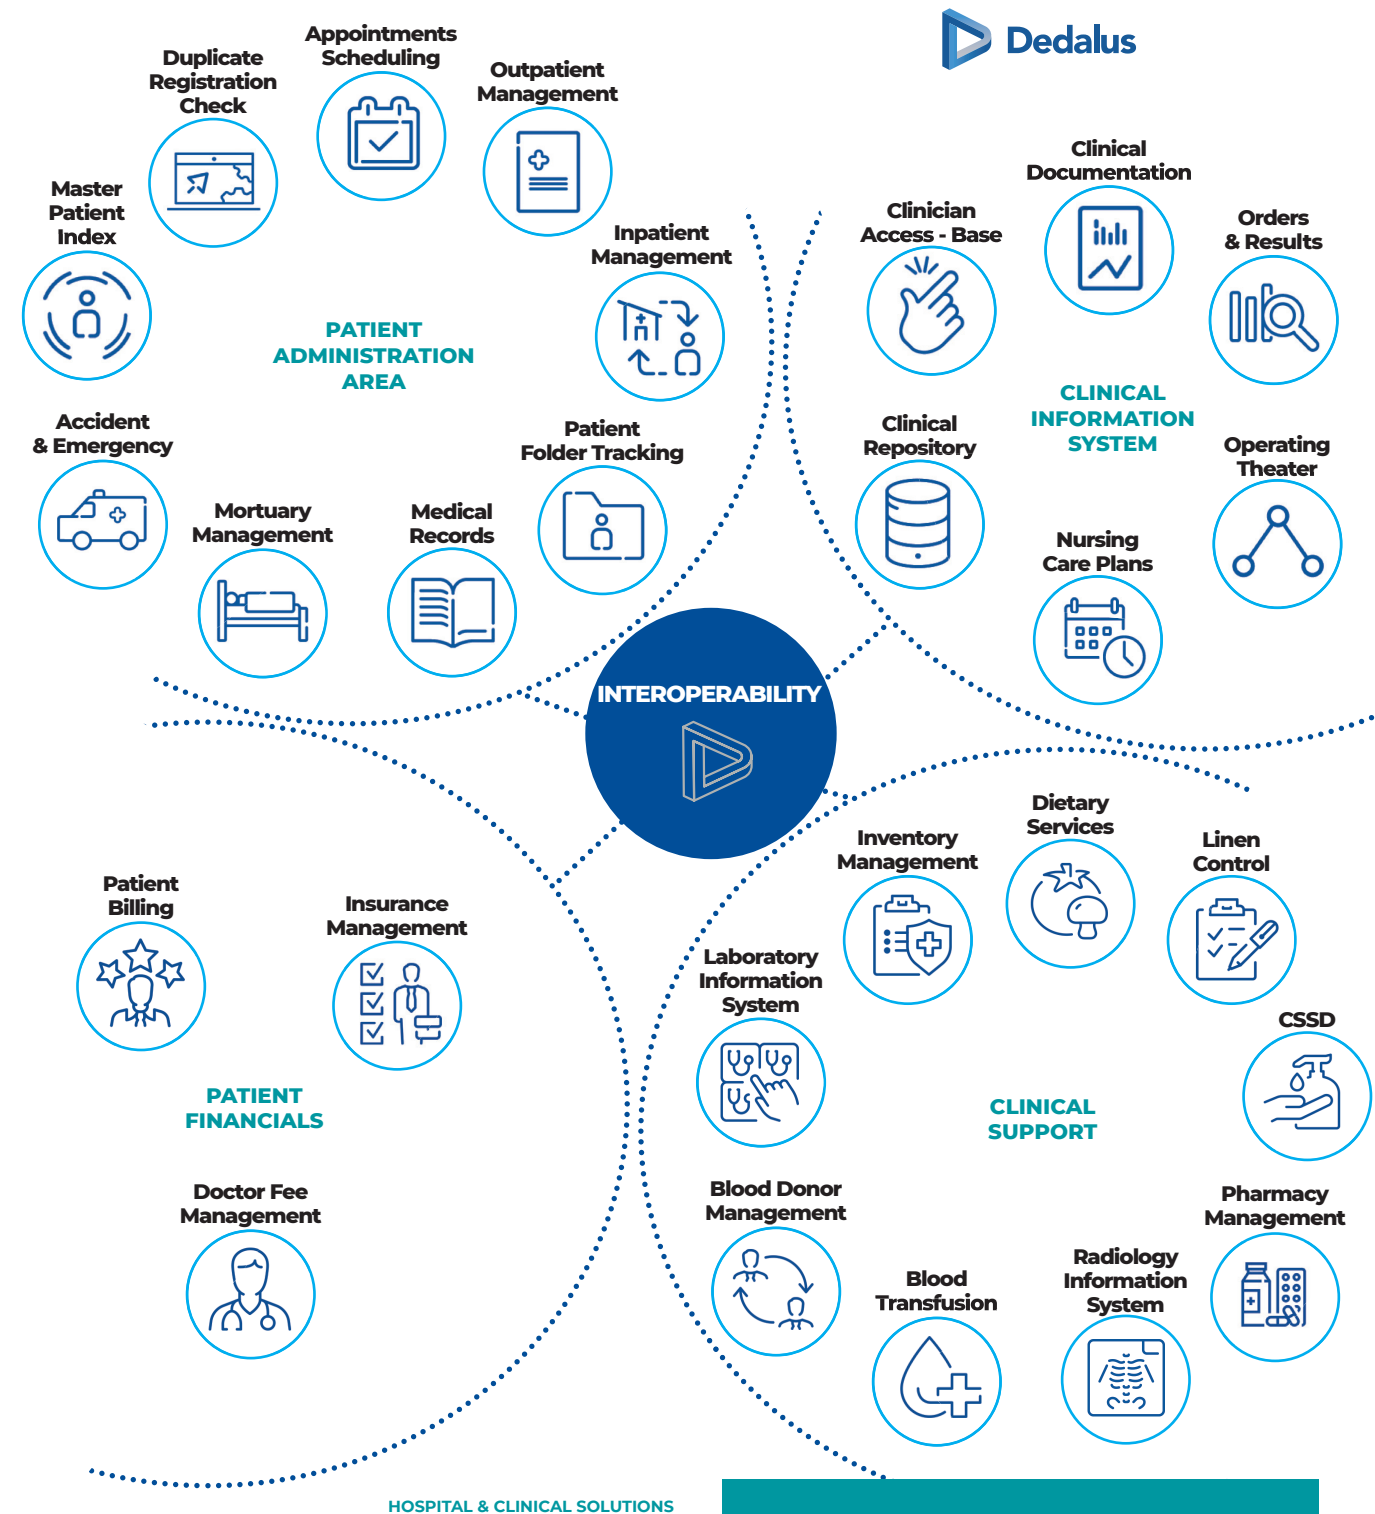 Dedalus
Appointments
Scheduling
Duplicate
Registration
Check
Outpatient
Management
Master
Patient
Index
Inpatient
Management
PATIENT
ADMINISTRATION
AREA
Accident
& Emergency
Patient
Folder Tracking
Mortuary
Management
Medical
Records
Clinical
Documentation
Clinician
Access - Base
Orders
& Results
CLINICAL
INFORMATION
SYSTEM
Clinical
Repository
Operating
Theater
Nursing
Care Plans
INTEROPERABILITY
Patient
Billing
Insurance
Management
PATIENT
FINANCIALS
Doctor Fee
Management
Dietary
Services
Inventory
Management
Linen
Control
Laboratory
Information
System
CSSD
CLINICAL
SUPPORT
Blood Donor
Management
Pharmacy
Management
Blood
Transfusion
Radiology
Information
System
HOSPITAL & CLINICAL SOLUTIONS